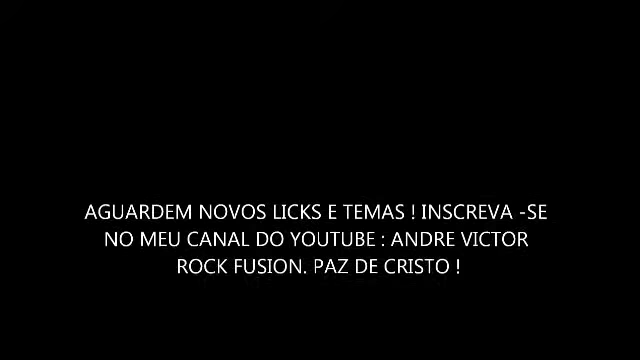 AGUARDEM NOVOS LICKS E TEMAS ! INSCREVA -SE
NO MEU CANAL DO YOUTUBE : ANDRE VICTOR
ROCK FUSION. PAZ DE CRISTO !